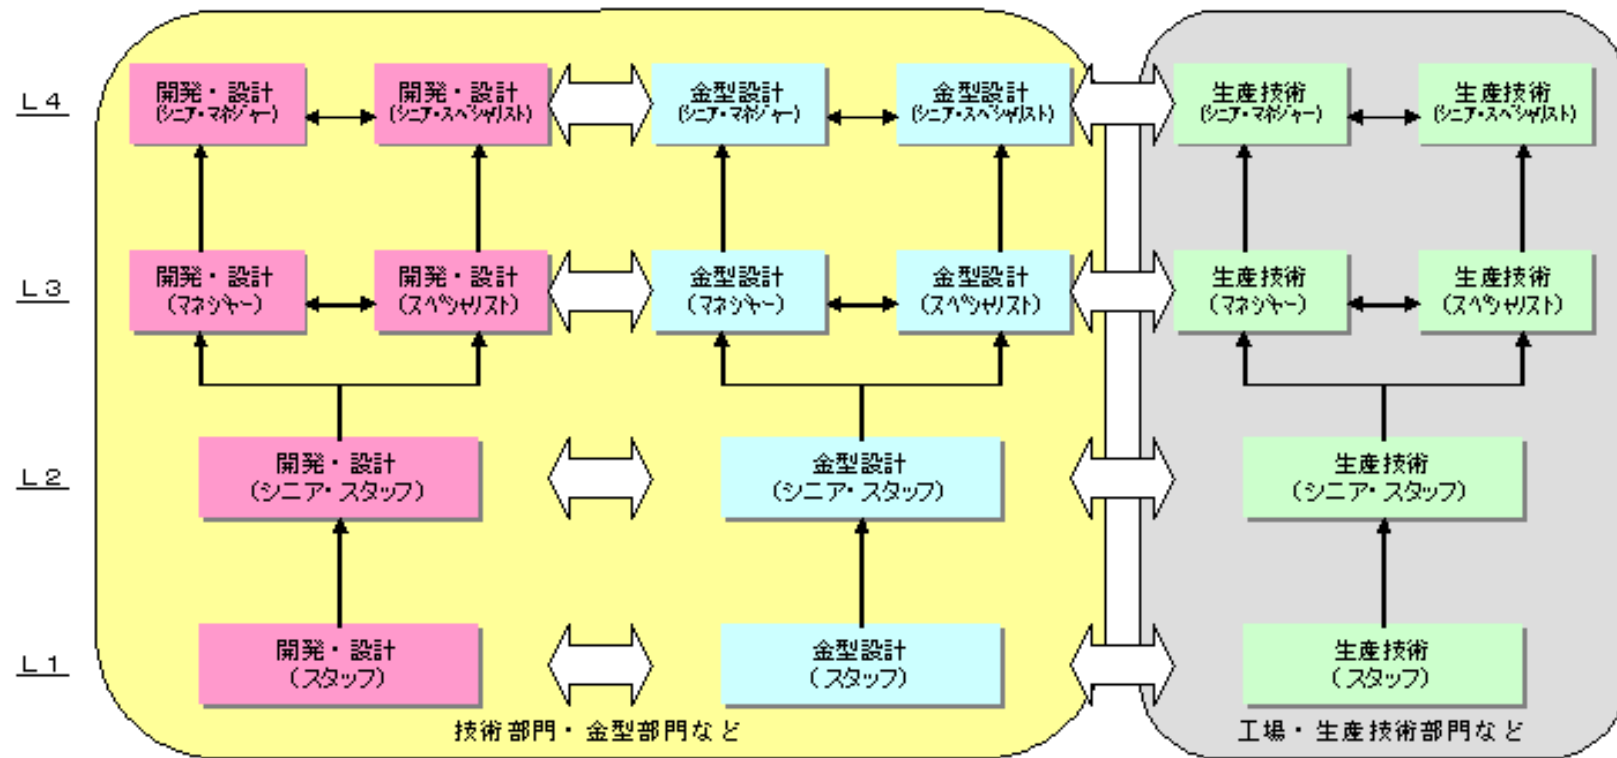 L4
開発・設計
(シニア・マネジャー)
開発・設計
(シニア・スペシャリスト)
金型設計
(シニア・マネジャー)
金型設計
(シニア・スペシャリスト)
生産技術
(シニア・マネジャー)
生産技術
(シニア・スペシャリスト)
L3
開発・設計
(マネジャー)
開発・設計
(スペシャリスト)
金型設計
(マネジャー)
金型設計
(スペシャリスト)
生産技術
(マネジャー)
生産技術
(スペシャリスト)
L2
開発・設計
(シニア・スタッフ)
金型設計
(シニア・スタッフ)
生産技術
(シニア・スタッフ)
L1
開発・設計
(スタッフ)
金型設計
(スタッフ)
生産技術
(スタッフ)
技術部門・金型部門など
工場・生産技術部門など